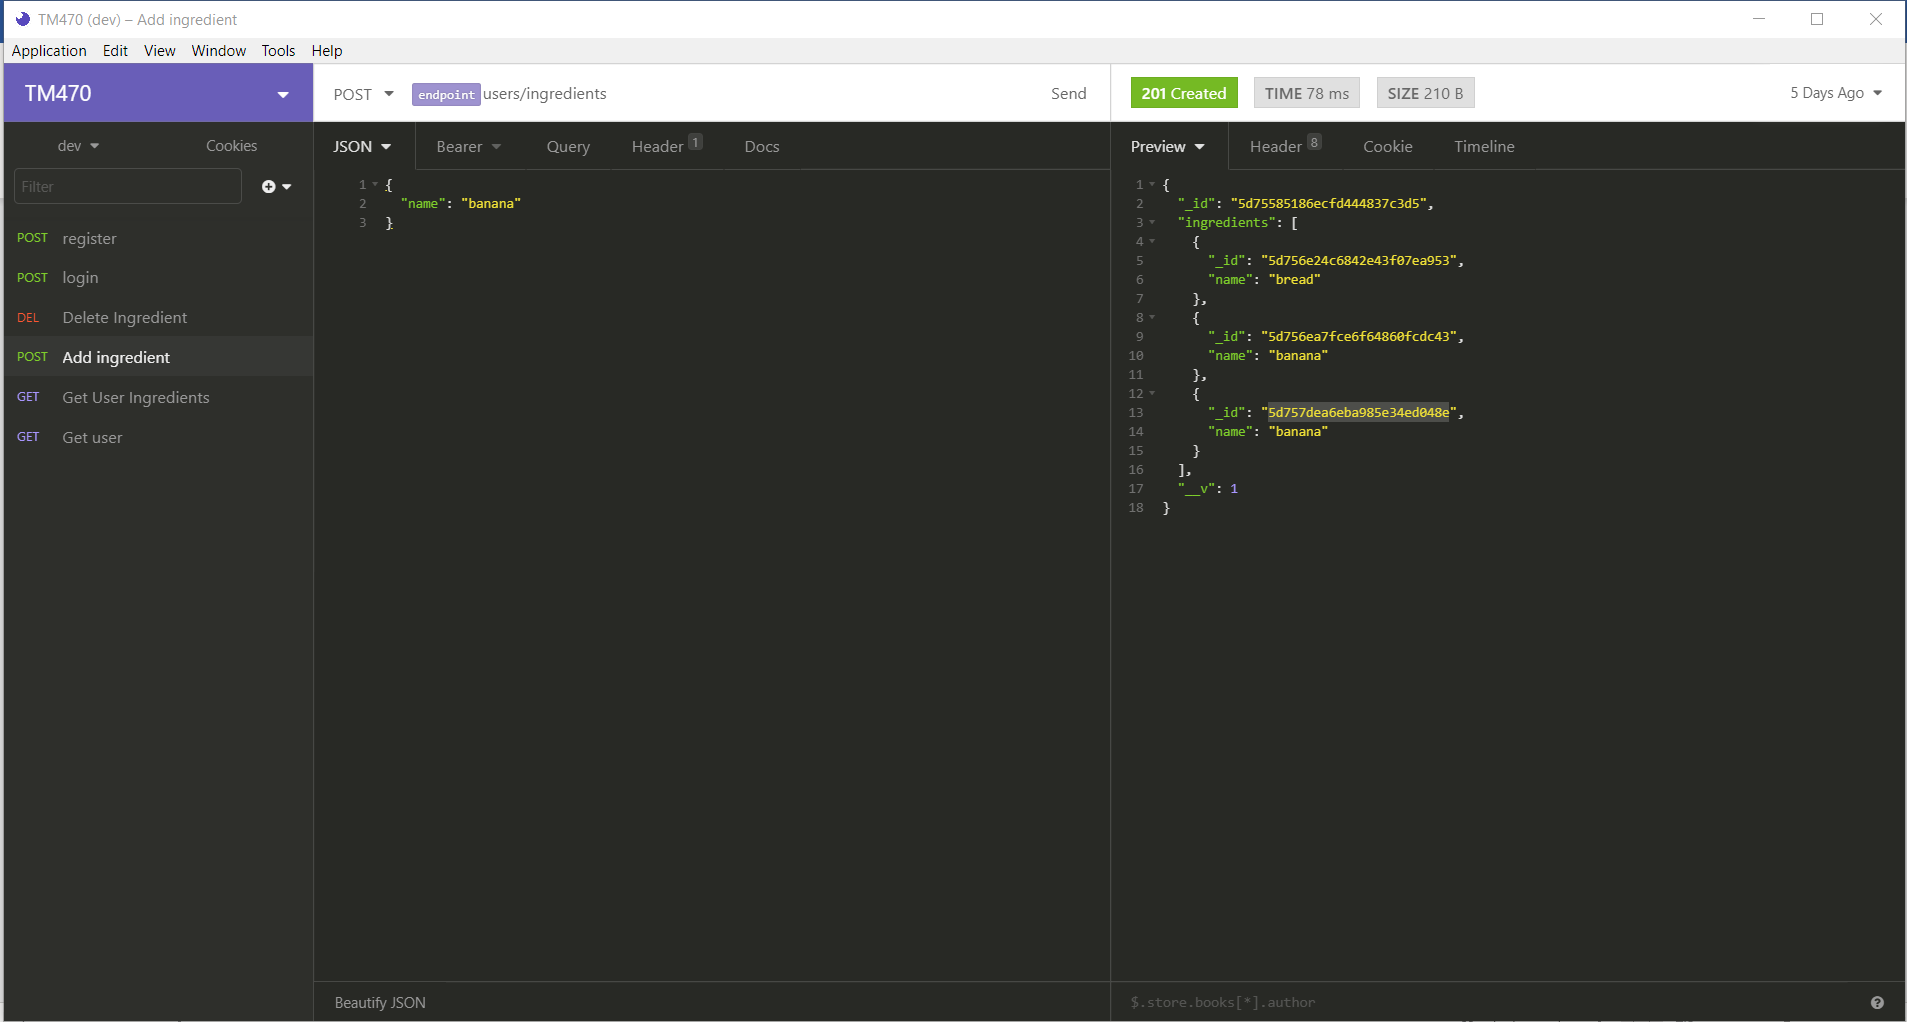 TM470 (dev) – Add ingredient
Application Edit View Window Tools Help
TM470
POST endpoint users/ingredients Send
201 Created TIME 78 ms SIZE 210 B 5 Days Ago
dev Cookies
Filter
POST register
POST login
DEL Delete Ingredient
POST Add ingredient
GET Get User Ingredients
GET Get user
JSON Bearer Query Header 1 Docs
1 {
2 "name": "banana"
3 }
Beautify JSON
Preview Header 8 Cookie Timeline
1 {
2 "_id": "5d75585186ecfd444837c3d5",
3 "ingredients": [
4 {
5 "_id": "5d756e24c6842e43f07ea953",
6 "name": "bread"
7 },
8 {
9 "_id": "5d756ea7fce6f64860fcdc43",
10 "name": "banana"
11 },
12 {
13 "_id": "5d757dea6eba985e34ed048e",
14 "name": "banana"
15 }
16 ],
17 "__v": 1
18 }
$.store.books[*].author